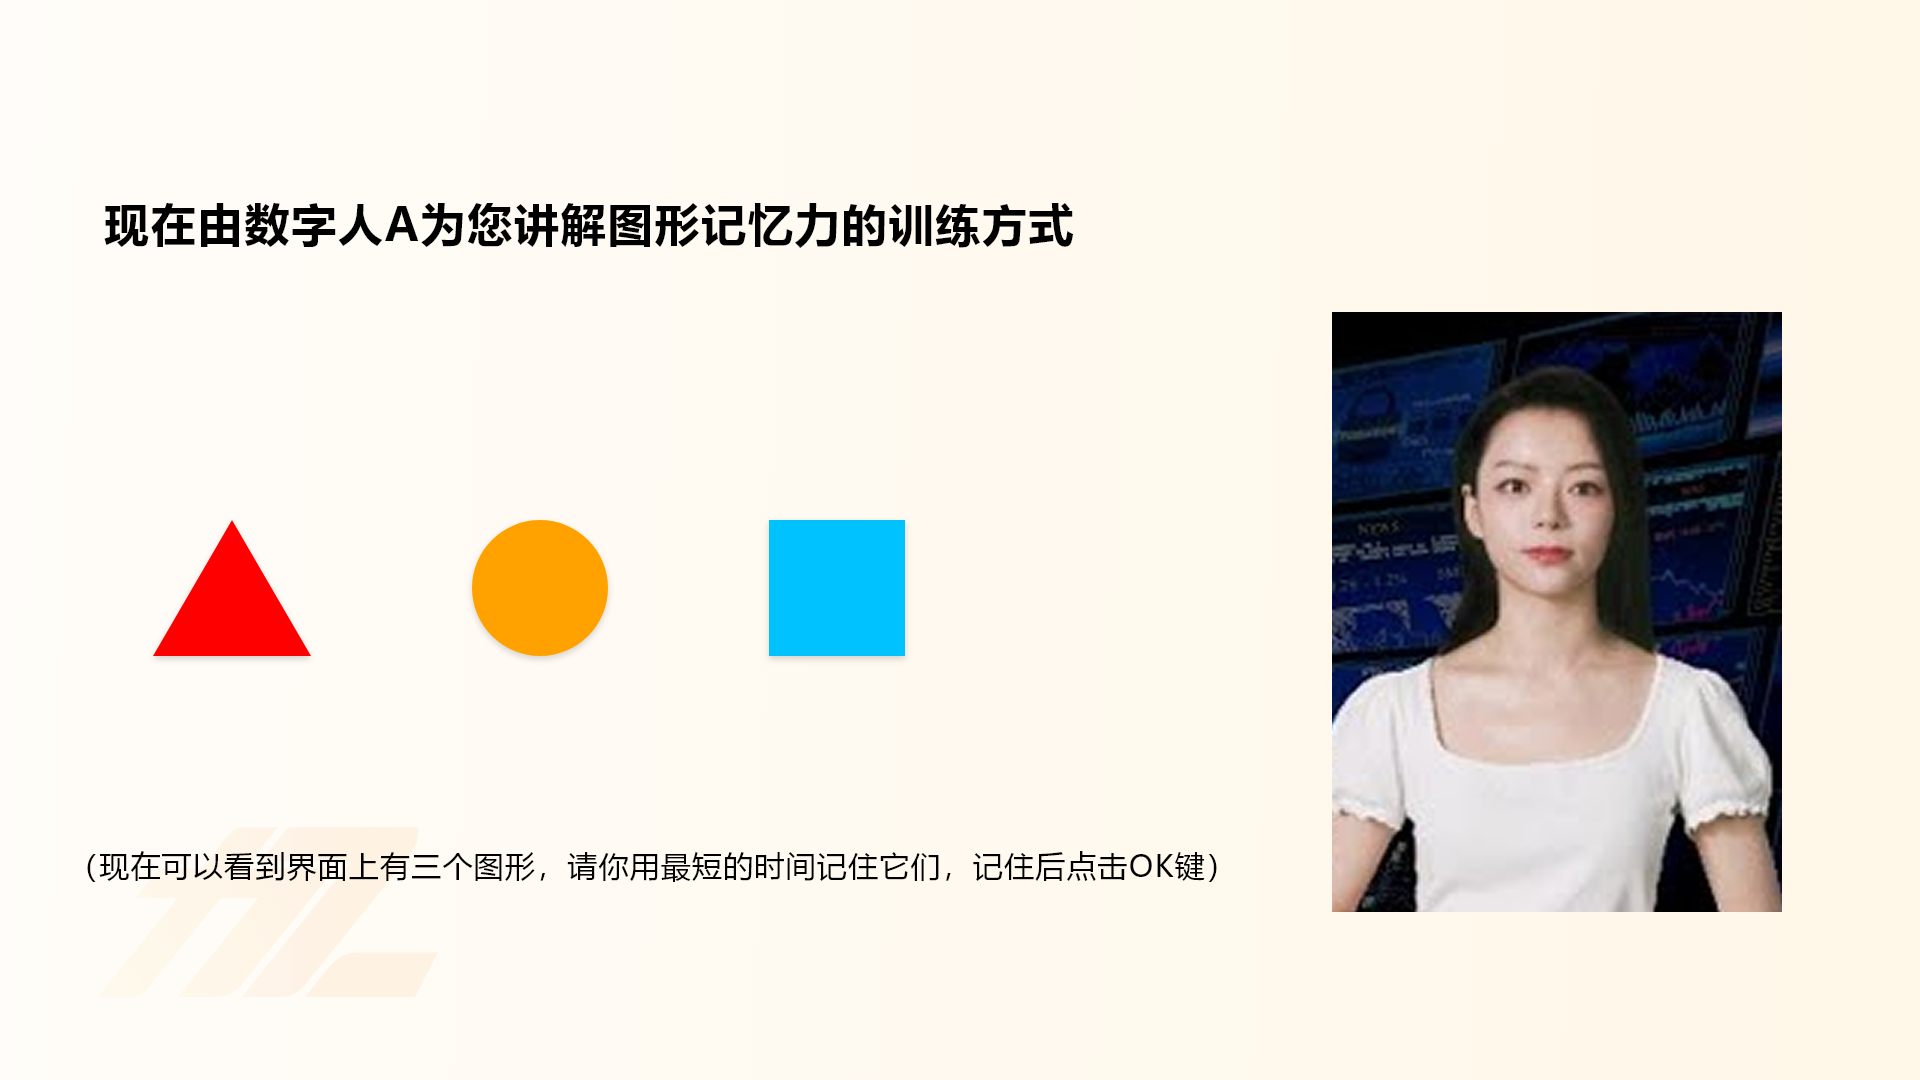 现在由数字人A为您讲解图形记忆力的训练方式
NEWS
（现在可以看到界面上有三个图形，请你用最短的时间记住它们，记住后点击OK键）